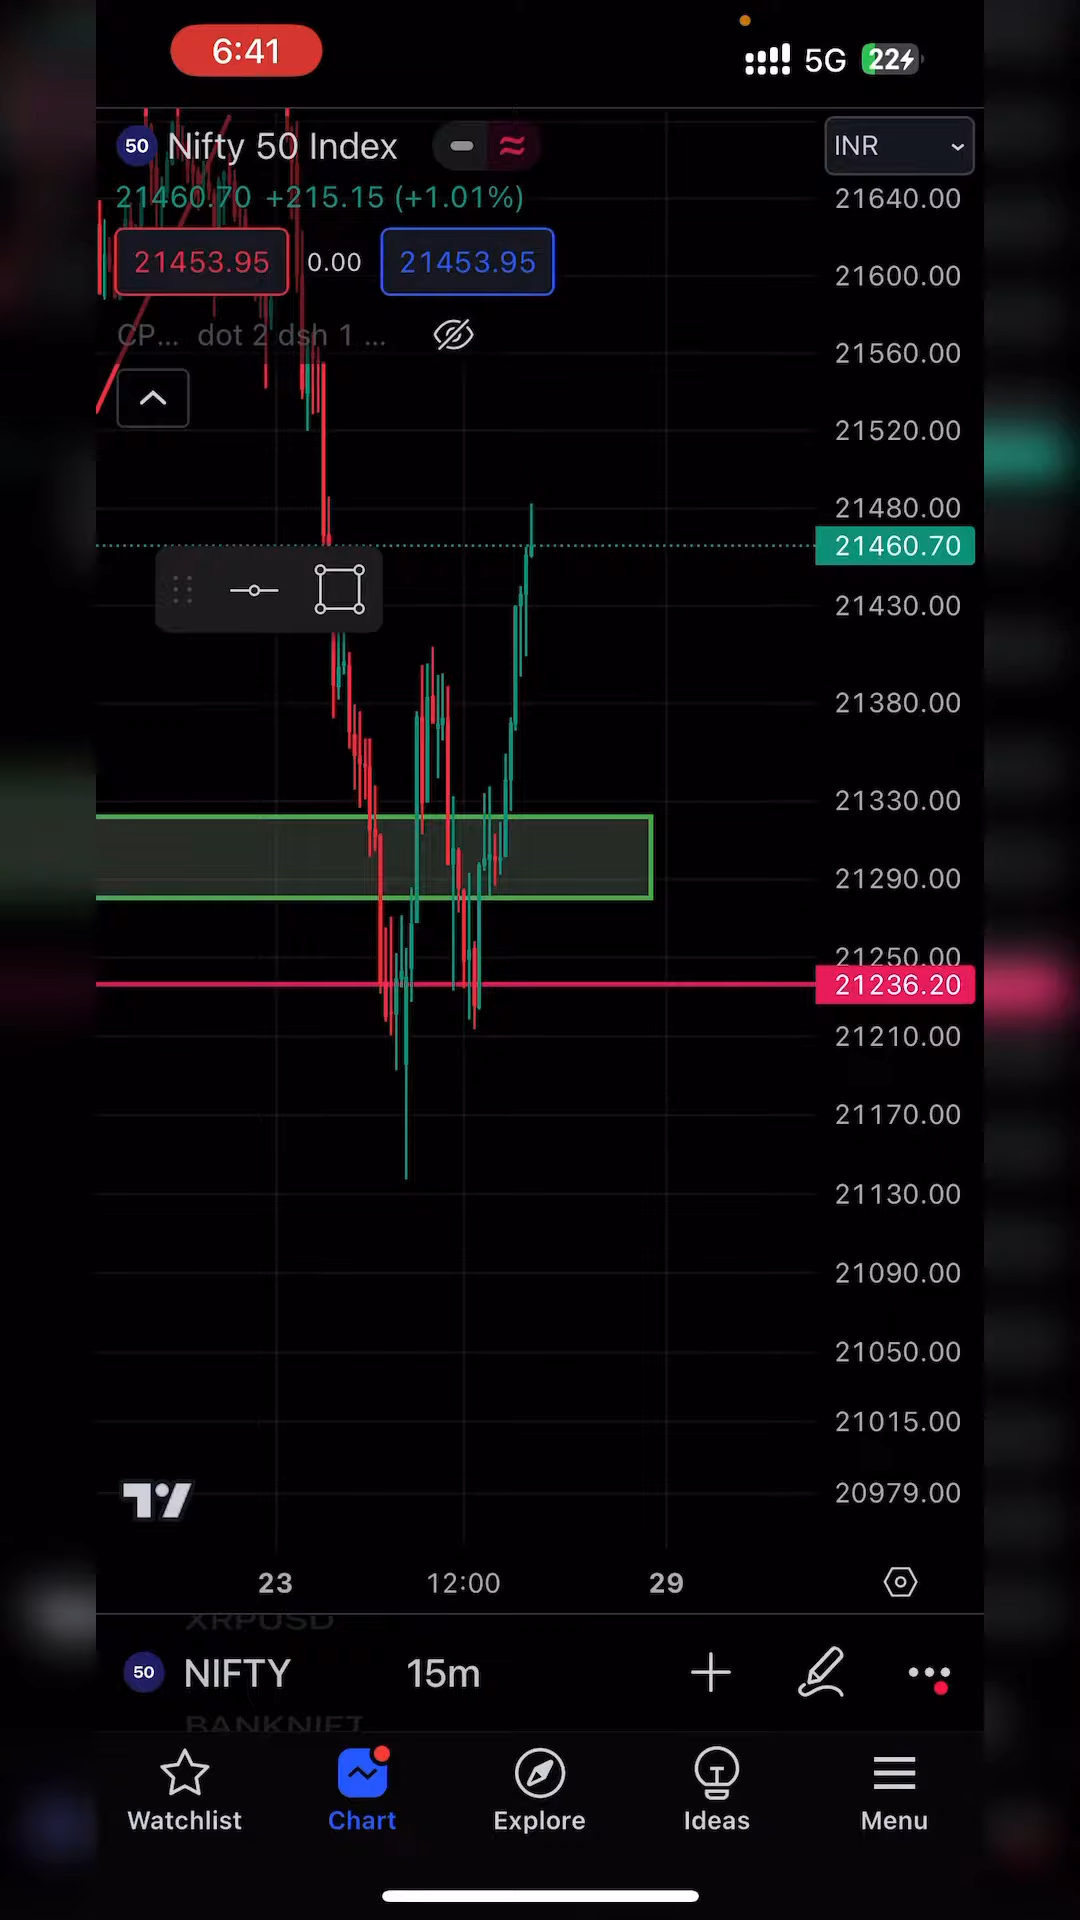 6:41
5G 22
50 Nifty 50 Index
INR
21460.70 +215.15 (+1.01%)
21453.95 0.00 21453.95
CP... dot 2 dsh 1 ...
21640.00
21600.00
21560.00
21520.00
21480.00
21460.70
21430.00
21380.00
21330.00
21290.00
21250.00
21236.20
21210.00
21170.00
21130.00
21090.00
21050.00
21015.00
20979.00
23 12:00 29
XRPUSD
50 NIFTY 15m
BANKNIFT
Watchlist Chart Explore Ideas Menu